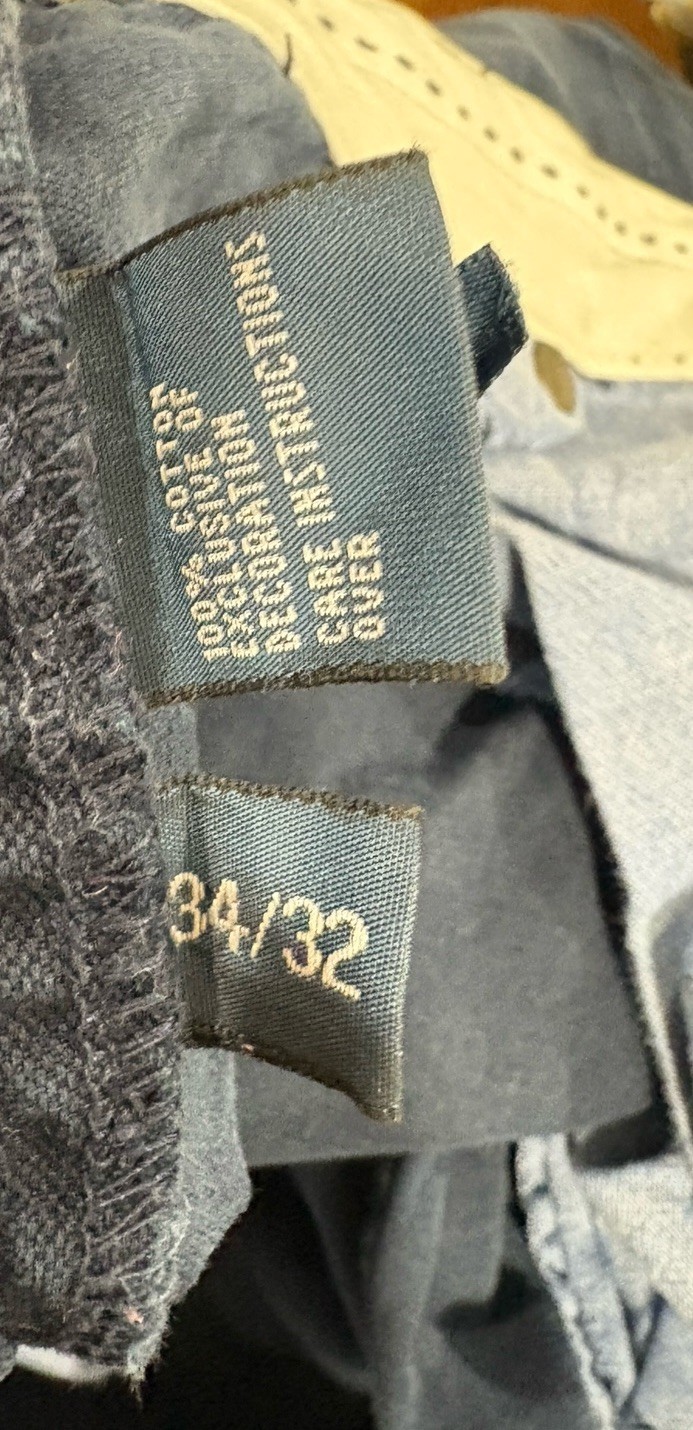 100% COTTON
EXCLUSIVE OF
DECORATION
CARE INSTRUCTIONS
OVER
34/32